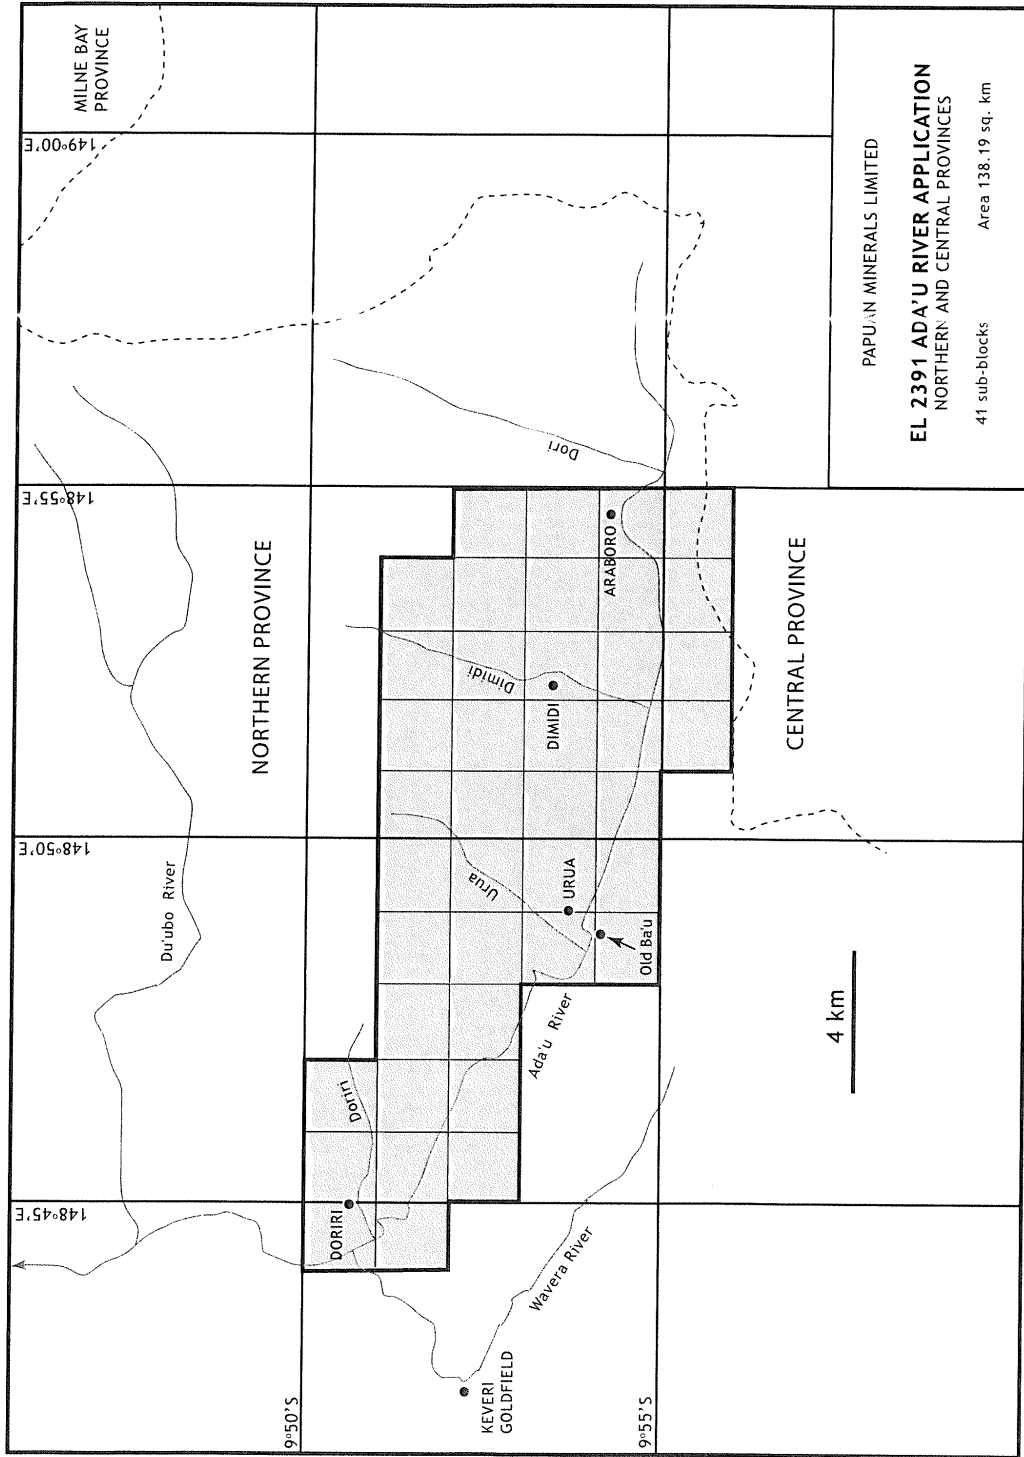 MILNE BAY
PROVINCE
149°00'E
148°55'E
148°50'E
148°45'E
9°50'S
9°55'S
NORTHERN PROVINCE
CENTRAL PROVINCE
Du'ubo River
Doriri
DORIRI
KEVERI
GOLDFIELD
Wavera River
Ada'u River
Urua
URUA
Old Ba'u
Dimidi
DIMIDI
ARABORO
Dori
4 km
PAPUAN MINERALS LIMITED
EL 2391 ADA'U RIVER APPLICATION
NORTHERN AND CENTRAL PROVINCES
41 sub-blocks Area 138.19 sq. km